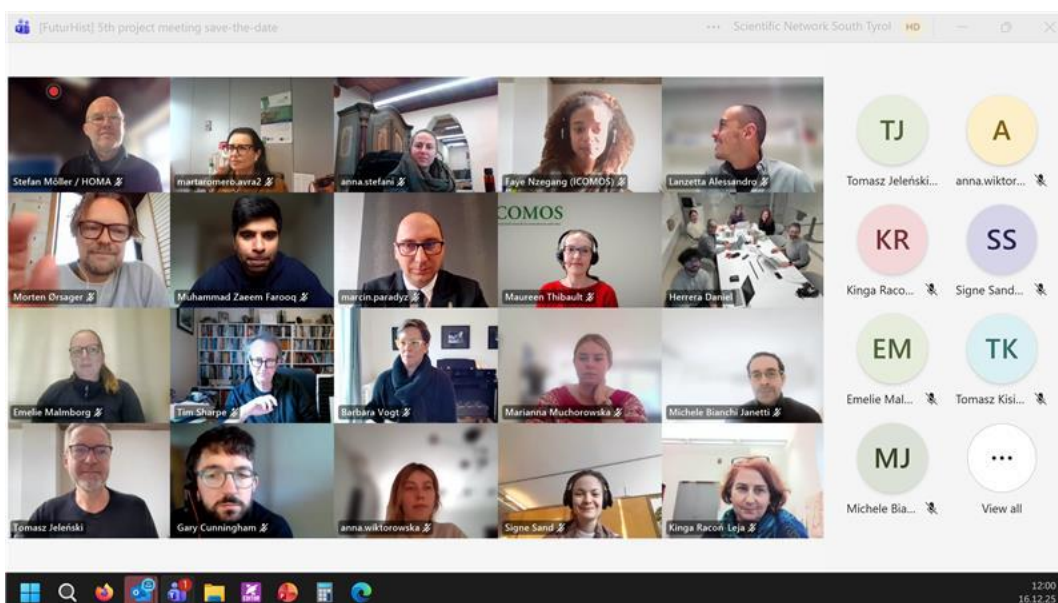 [FuturHist] 5th project meeting save-the-date
Scientific Network South Tyrol HD
Stefan Möller / HOMA
martaromero.avra2
anna.stefani
Faye Nzegang (ICOMOS)
Lanzetta Alessandro
TJ
A
Tomasz Jeleński...
anna.wiktor...
COMOS
Morten Ørsager
Muhammad Zaeem Farooq
marcin.paradyz
Maureen Thibault
Herrera Daniel
KR
SS
Kinga Raco...
Signe Sand...
Emelie Malmborg
Tim Sharpe
Barbara Vogt
Marianna Muchorowska
Michele Bianchi Janetti
EM
TK
Emelie Mal...
Tomasz Kisi...
Tomasz Jeleński
Gary Cunningham
anna.wiktorowska
Signe Sand
Kinga Racoń-Leja
MJ
Michele Bia...
View all
1
EDITOR
12:00
16.12.25